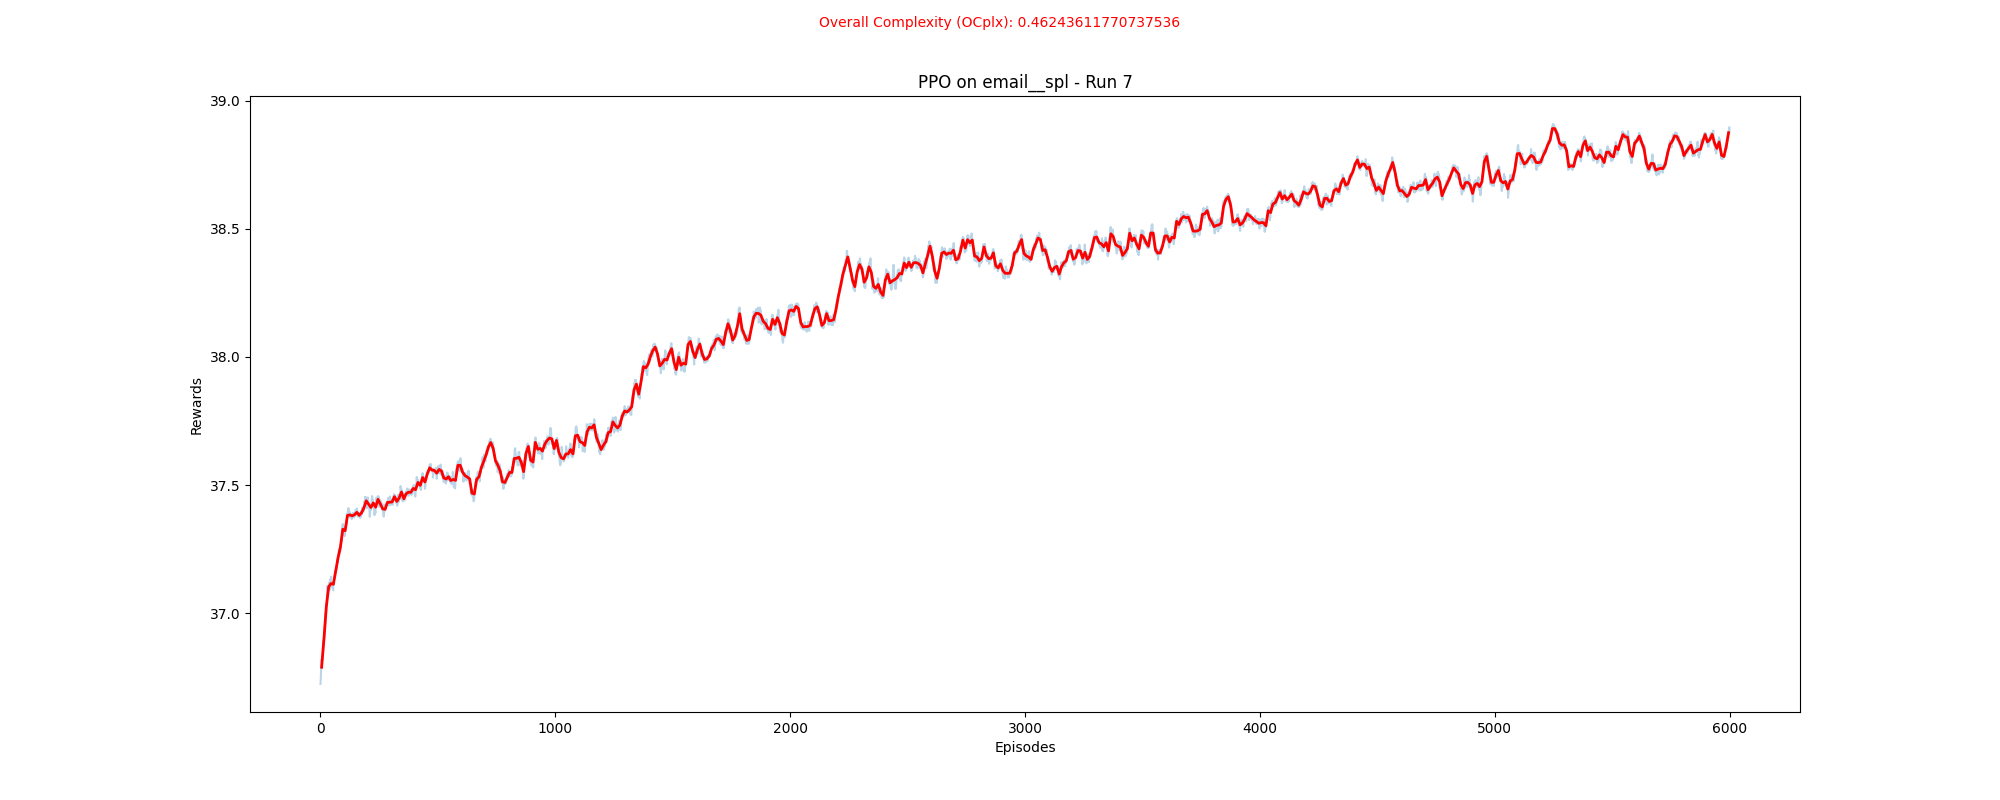 Overall Complexity (OCplx): 0.46243611770737536
PPO on email__spl - Run 7
39.0
38.5
38.0
37.5
37.0
Rewards
0 1000 2000 3000 4000 5000 6000
Episodes